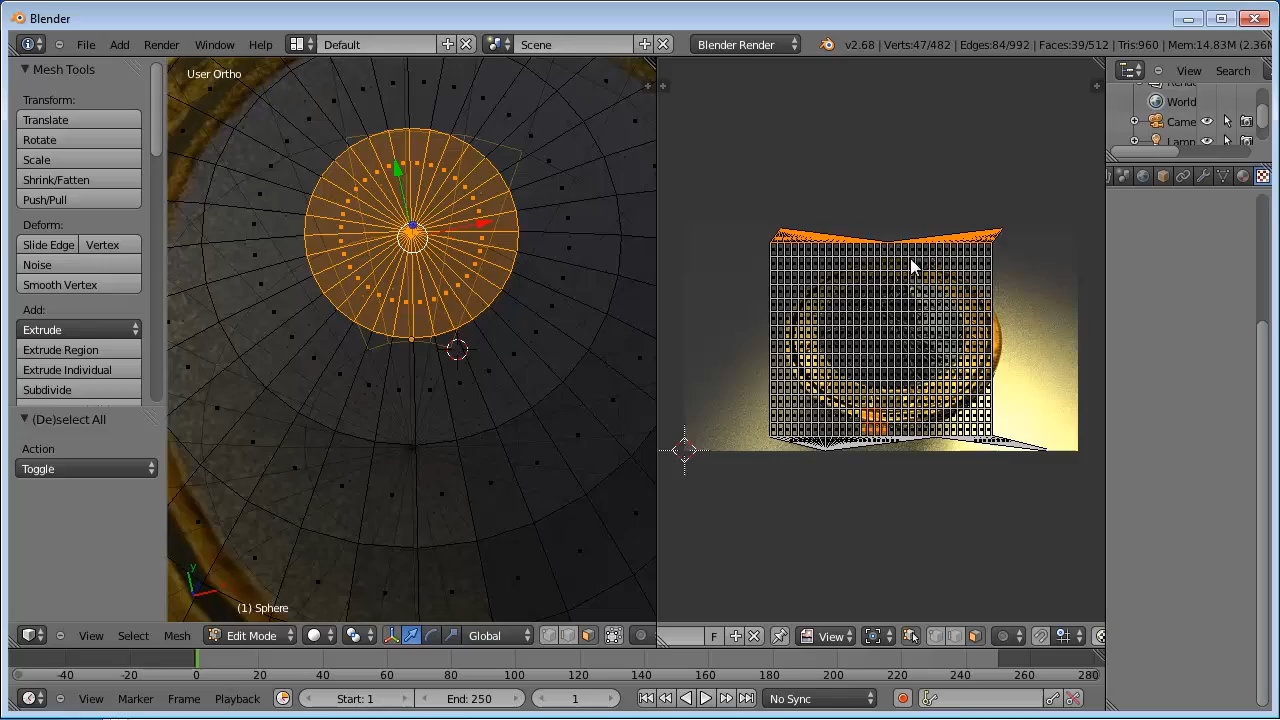 Blender
File Add Render Window Help Default Scene Blender Render v2.68 | Verts:47/482 | Edges:84/992 | Faces:39/512 | Tris:960 | Mem:14.83M (2.36M
Mesh Tools
Transform:
Translate
Rotate
Scale
Shrink/Fatten
Push/Pull
Deform:
Slide Edge Vertex
Noise
Smooth Vertex
Add:
Extrude
Extrude Region
Extrude Individual
Subdivide
(De)select All
Action
Toggle
User Ortho
y
(1) Sphere
View Search
World
Came
Lamp
View Select Mesh Edit Mode Global
F View
-40 -20 0 20 40 60 80 100 120 140 160 180 200 220 240 260 280
View Marker Frame Playback Start: 1 End: 250 1 No Sync